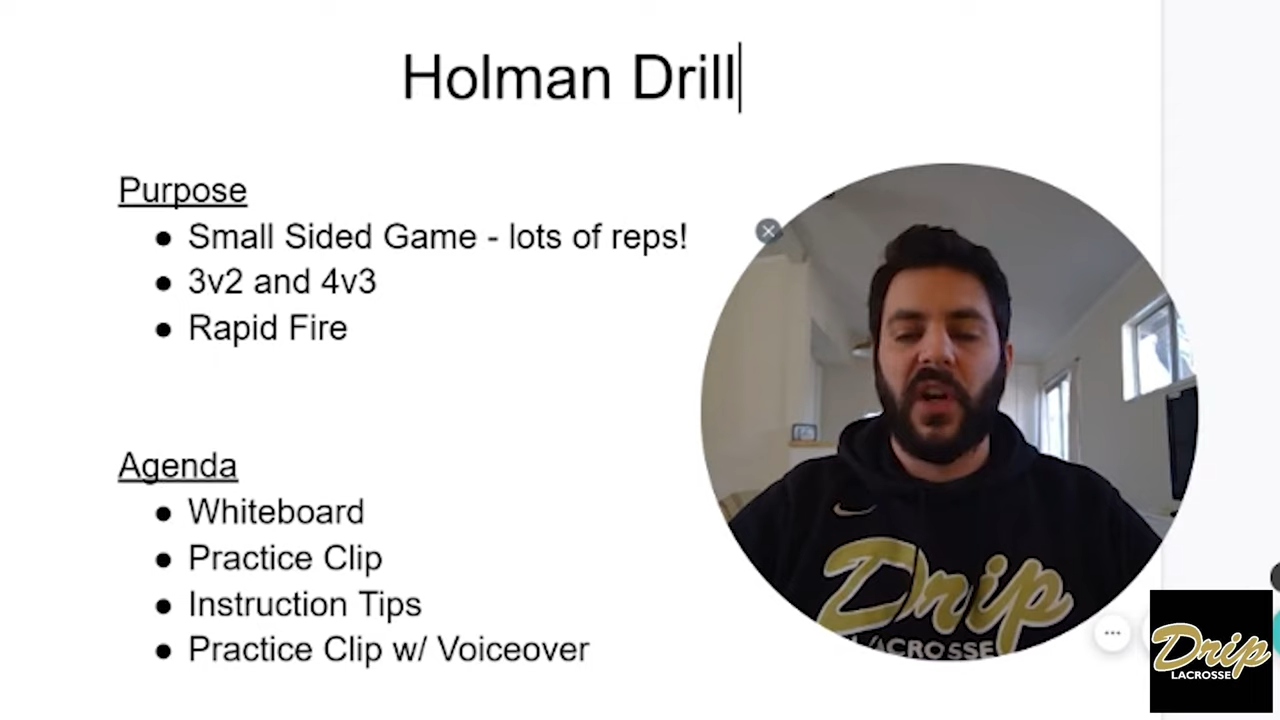 Holman Drill
Purpose
● Small Sided Game - lots of reps!
● 3v2 and 4v3
● Rapid Fire
Agenda
● Whiteboard
● Practice Clip
● Instruction Tips
● Practice Clip w/ Voiceover
Drip
LACROSSE
Drip
LACROSSE